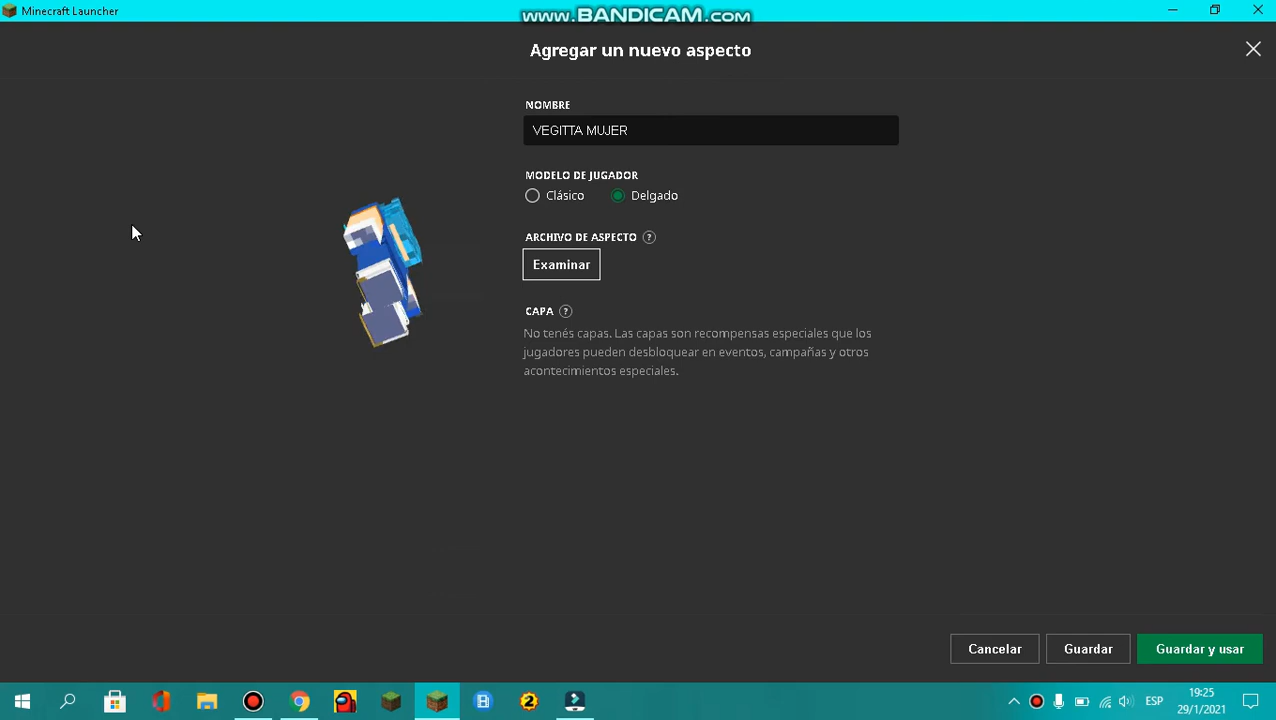 Minecraft Launcher
www.BANDICAM.com
Agregar un nuevo aspecto
NOMBRE
VEGITTA MUJER
MODELO DE JUGADOR
Clásico Delgado
ARCHIVO DE ASPECTO ?
Examinar
CAPA ?
No tenés capas. Las capas son recompensas especiales que los
jugadores pueden desbloquear en eventos, campañas y otros
acontecimientos especiales.
Cancelar Guardar Guardar y usar
2
ESP
19:25
29/1/2021